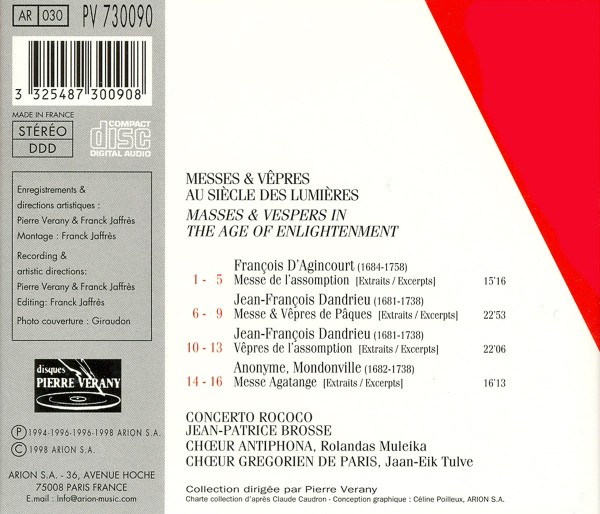 AR 030 PV 730090
3 325487 300908
MADE IN FRANCE
STÉRÉO
DDD
COMPACT
disc
DIGITAL AUDIO
Enregistrements &
directions artistiques :
Pierre Verany & Franck Jaffrès
Montage : Franck Jaffrès
Recording &
artistic directions:
Pierre Verany & Franck Jaffrès
Editing: Franck Jaffrès
Photo couverture : Giraudon
disques
PIERRE VERANY
Ⓟ 1994-1996-1996-1998 ARION S.A.
Ⓒ 1998 ARION S.A.
ARION S.A. - 36, AVENUE HOCHE
75008 PARIS FRANCE
E.mail : Info@arion-music.com
MESSES & VÊPRES
AU SIÈCLE DES LUMIÈRES
MASSES & VESPERS IN
THE AGE OF ENLIGHTENMENT
François D'Agincourt (1684-1758)
1 - 5 Messe de l'assomption [Extraits / Excerpts] 15'16
Jean-François Dandrieu (1681-1738)
6 - 9 Messe & Vêpres de Pâques [Extraits / Excerpts] 22'53
Jean-François Dandrieu (1681-1738)
10 - 13 Vêpres de l'assomption [Extraits / Excerpts] 22'06
Anonyme, Mondonville (1682-1738)
14 - 16 Messe Agatange [Extraits / Excerpts] 16'13
CONCERTO ROCOCO
JEAN-PATRICE BROSSE
CHŒUR ANTIPHONA, Rolandas Muleika
CHŒUR GREGORIEN DE PARIS, Jaan-Eïk Tulve
Collection dirigée par Pierre Verany
Charte collection d'après Claude Caudron - Conception graphique : Céline Poilleux, ARION S.A.